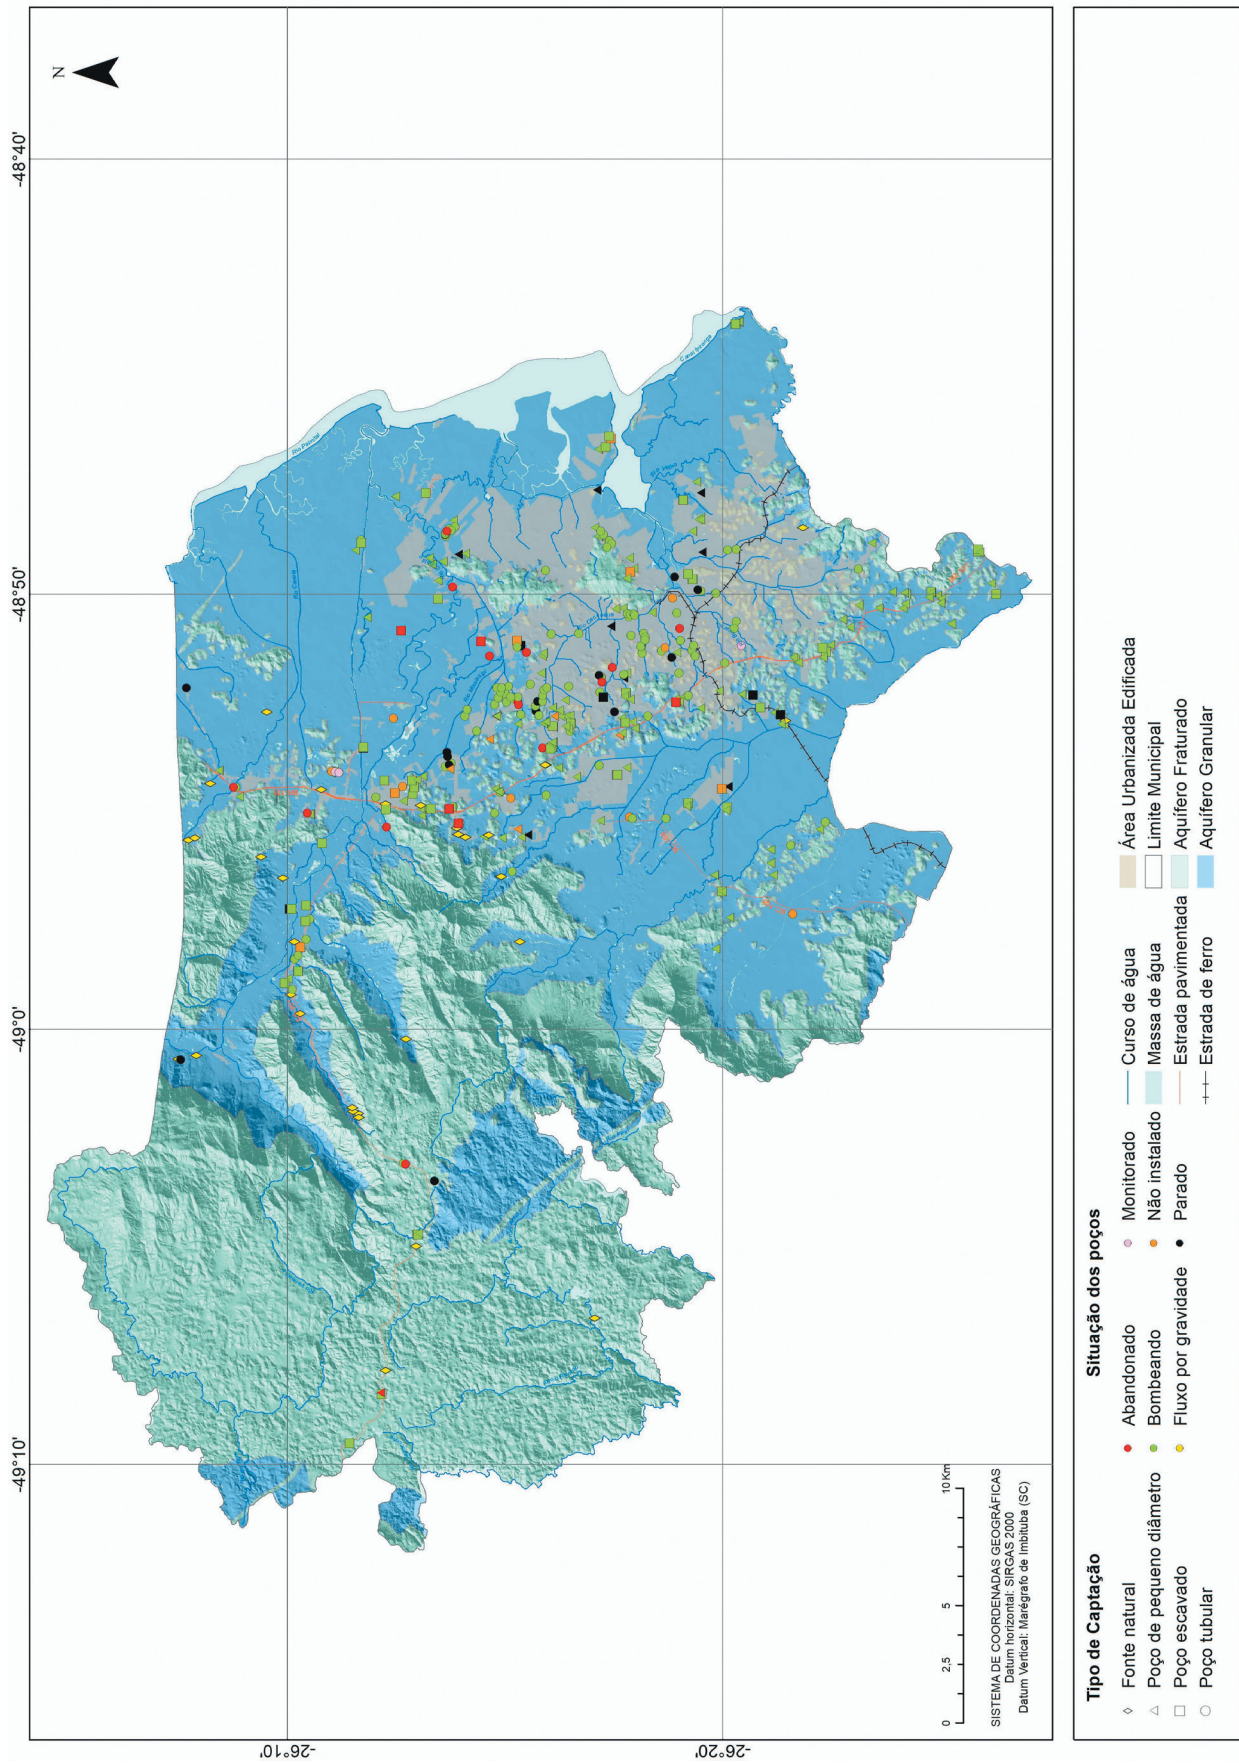 N
-48°40'
-48°50'
-49°0'
-49°10'
-26°10'
-26°20'
Rio Palmital
Canal
0 2,5 5 10 Km
SISTEMA DE COORDENADAS GEOGRÁFICAS
Datum horizontal: SIRGAS 2000
Datum Vertical: Marégrafo de Imbituba (SC)
Tipo de Captação
Fonte natural
Poço de pequeno diâmetro
Poço escavado
Poço tubular
Situação dos poços
Abandonado
Bombeando
Fluxo por gravidade
Monitorado
Não instalado
Parado
Curso de água
Massa de água
Estrada pavimentada
Estrada de ferro
Área Urbanizada Edificada
Limite Municipal
Aquífero Fraturado
Aquífero Granular